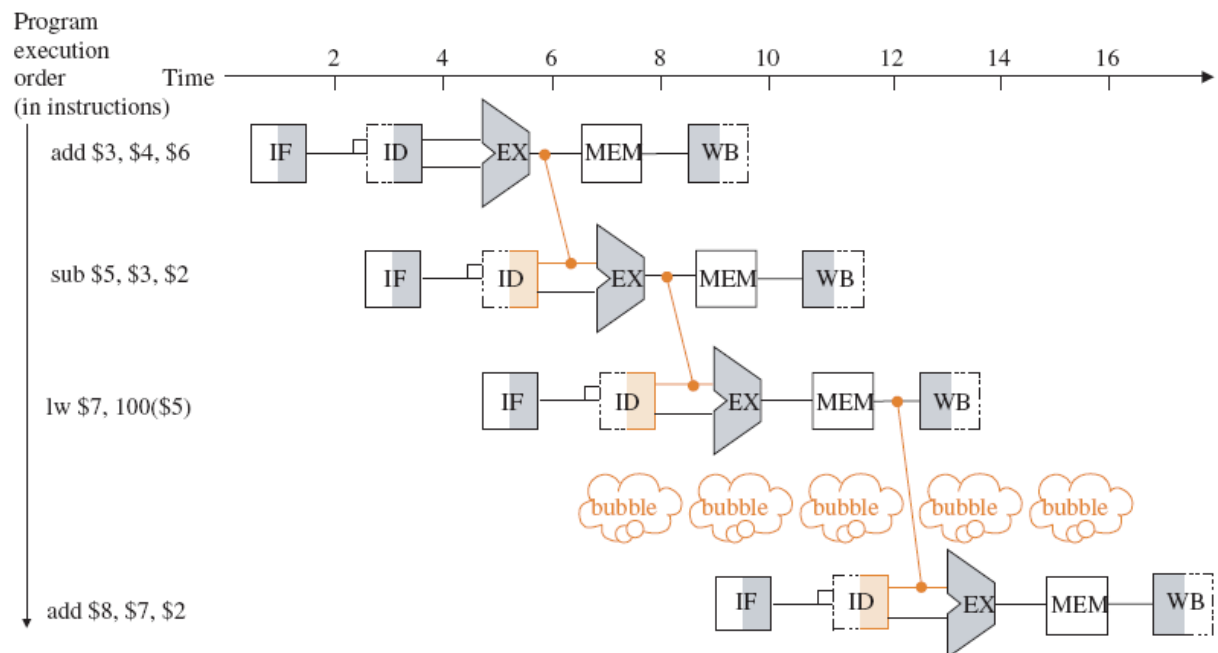 Program
execution
order
(in instructions)
Time
2 4 6 8 10 12 14 16
add $3, $4, $6
IF ID EX MEM WB
sub $5, $3, $2
IF ID EX MEM WB
lw $7, 100($5)
IF ID EX MEM WB
bubble bubble bubble bubble bubble
add $8, $7, $2
IF ID EX MEM WB